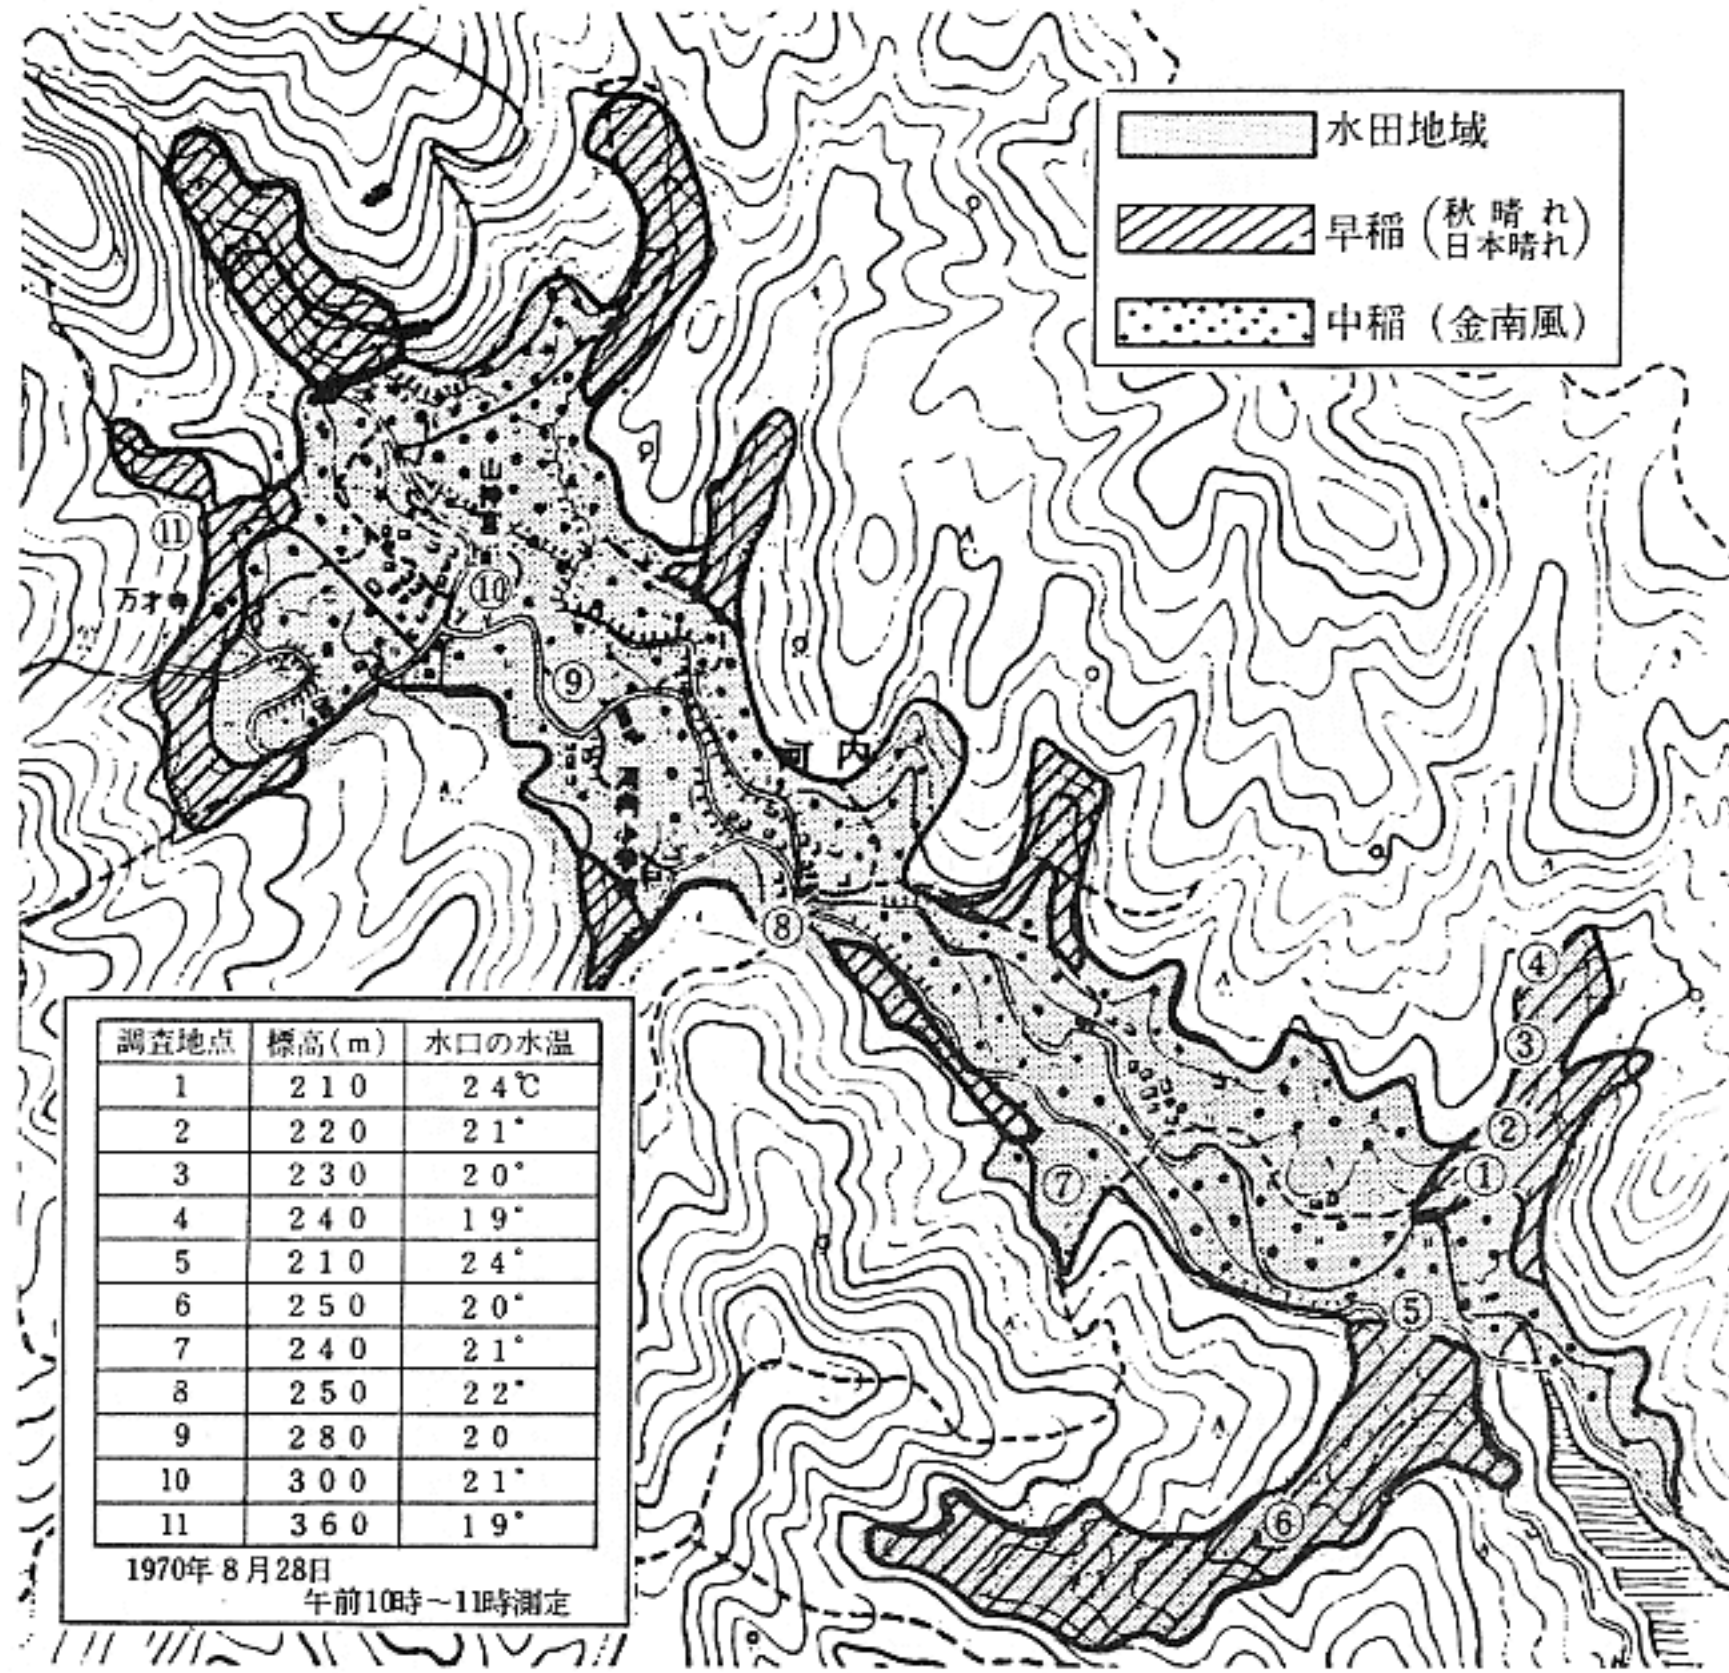 水田地域
早稲(秋晴れ
日本晴れ)
中稲(金南風)
山神
⑪
万才寺
⑩
⑨
河内
⑧
④
③
②
①
⑦
⑤
⑥
調査地点 標高(m) 水口の水温
1 210 24℃
2 220 21°
3 230 20°
4 240 19°
5 210 24°
6 250 20°
7 240 21°
8 250 22°
9 280 20
10 300 21°
11 360 19°
1970年8月28日
午前10時~11時測定